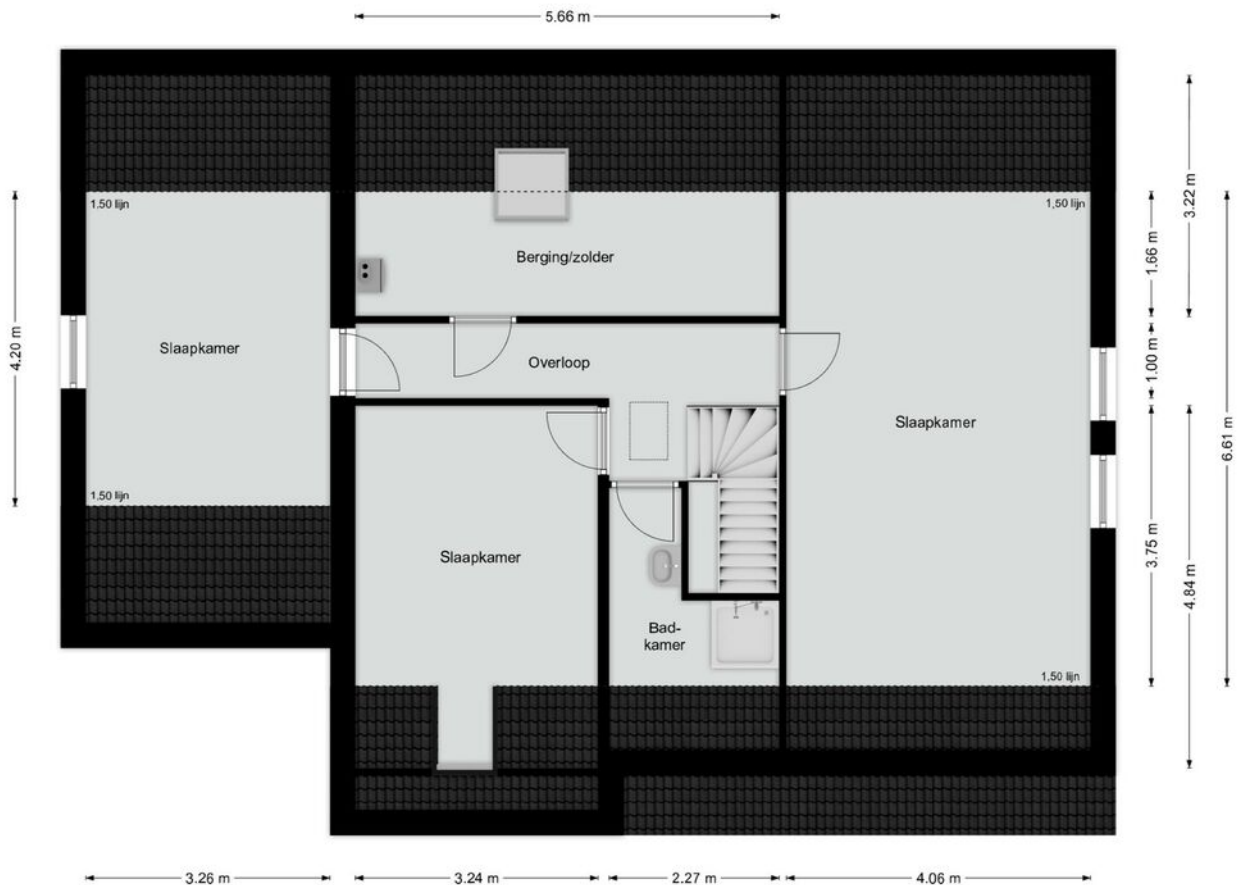 5.66 m
1.50 lijn
1,50 lijn
3.22 m
1.66 m
Berging/zolder
4.20 m
Slaapkamer
Overloop
1.00 m
Slaapkamer
6.61 m
1,50 lijn
Slaapkamer
3.75 m
4.84 m
Bad-
kamer
1,50 lijn
3.26 m
3.24 m
2.27 m
4.06 m